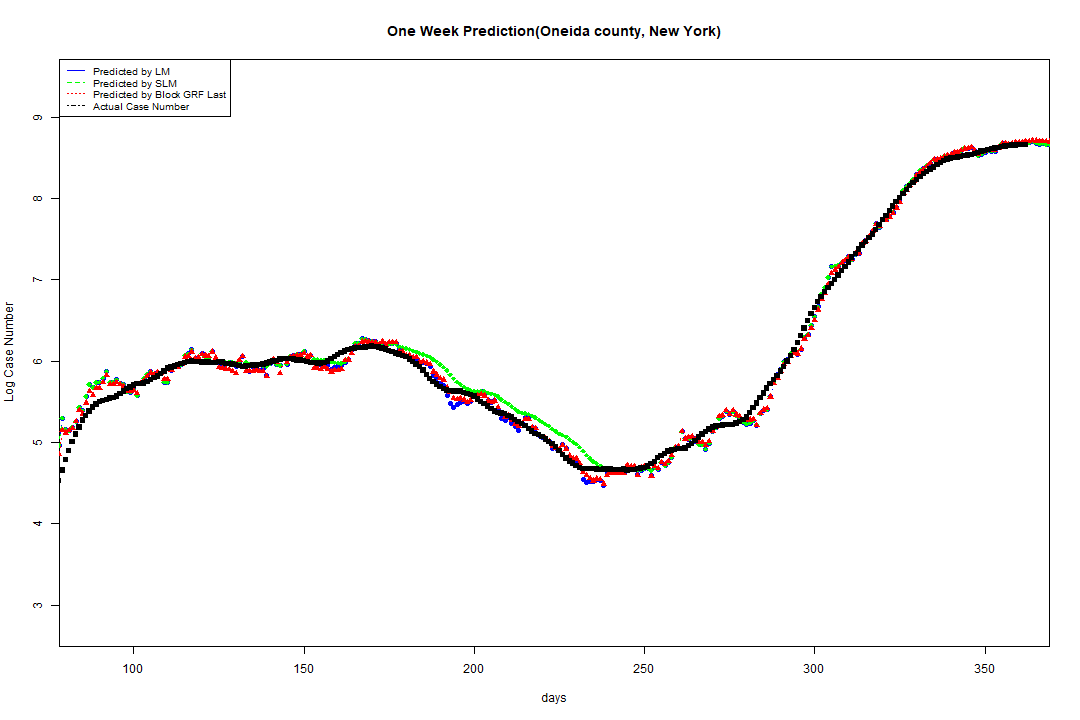 One Week Prediction(Oneida county, New York)
Predicted by LM
Predicted by SLM
Predicted by Block GRF Last
Actual Case Number
9
8
7
6
5
4
3
Log Case Number
100 150 200 250 300 350
days